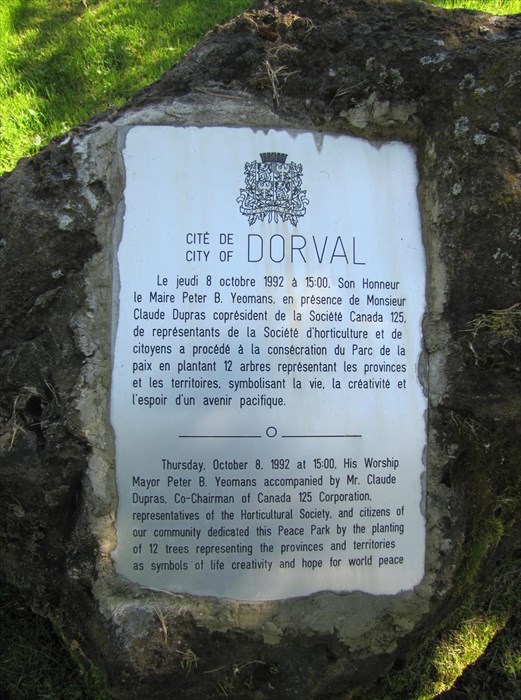 CITÉ DE
CITY OF DORVAL
Le jeudi 8 octobre 1992 à 15:00, Son Honneur
le Maire Peter B. Yeomans, en présence de Monsieur
Claude Dupras coprésident de la Société Canada 125,
de représentants de la Société d'horticulture et de
citoyens a procédé à la consécration du Parc de la
paix en plantant 12 arbres représentant les provinces
et les territoires, symbolisant la vie, la créativité et
l'espoir d'un avenir pacifique.
Thursday, October 8, 1992 at 15:00, His Worship
Mayor Peter B. Yeomans accompanied by Mr. Claude
Dupras, Co-Chairman of Canada 125 Corporation,
representatives of the Horticultural Society, and citizens of
our community dedicated this Peace Park by the planting
of 12 trees representing the provinces and territories
as symbols of life creativity and hope for world peace